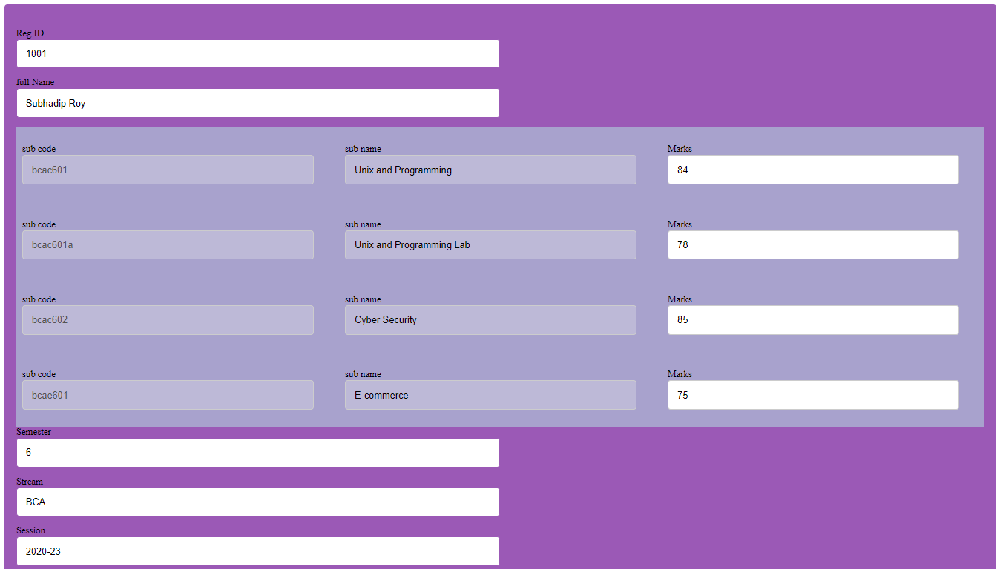 Reg ID
1001
full Name
Subhadip Roy
sub code sub name Marks
bcac601 Unix and Programming 84
sub code sub name Marks
bcac601a Unix and Programming Lab 78
sub code sub name Marks
bcac602 Cyber Security 85
sub code sub name Marks
bcae601 E-commerce 75
Semester
6
Stream
BCA
Session
2020-23